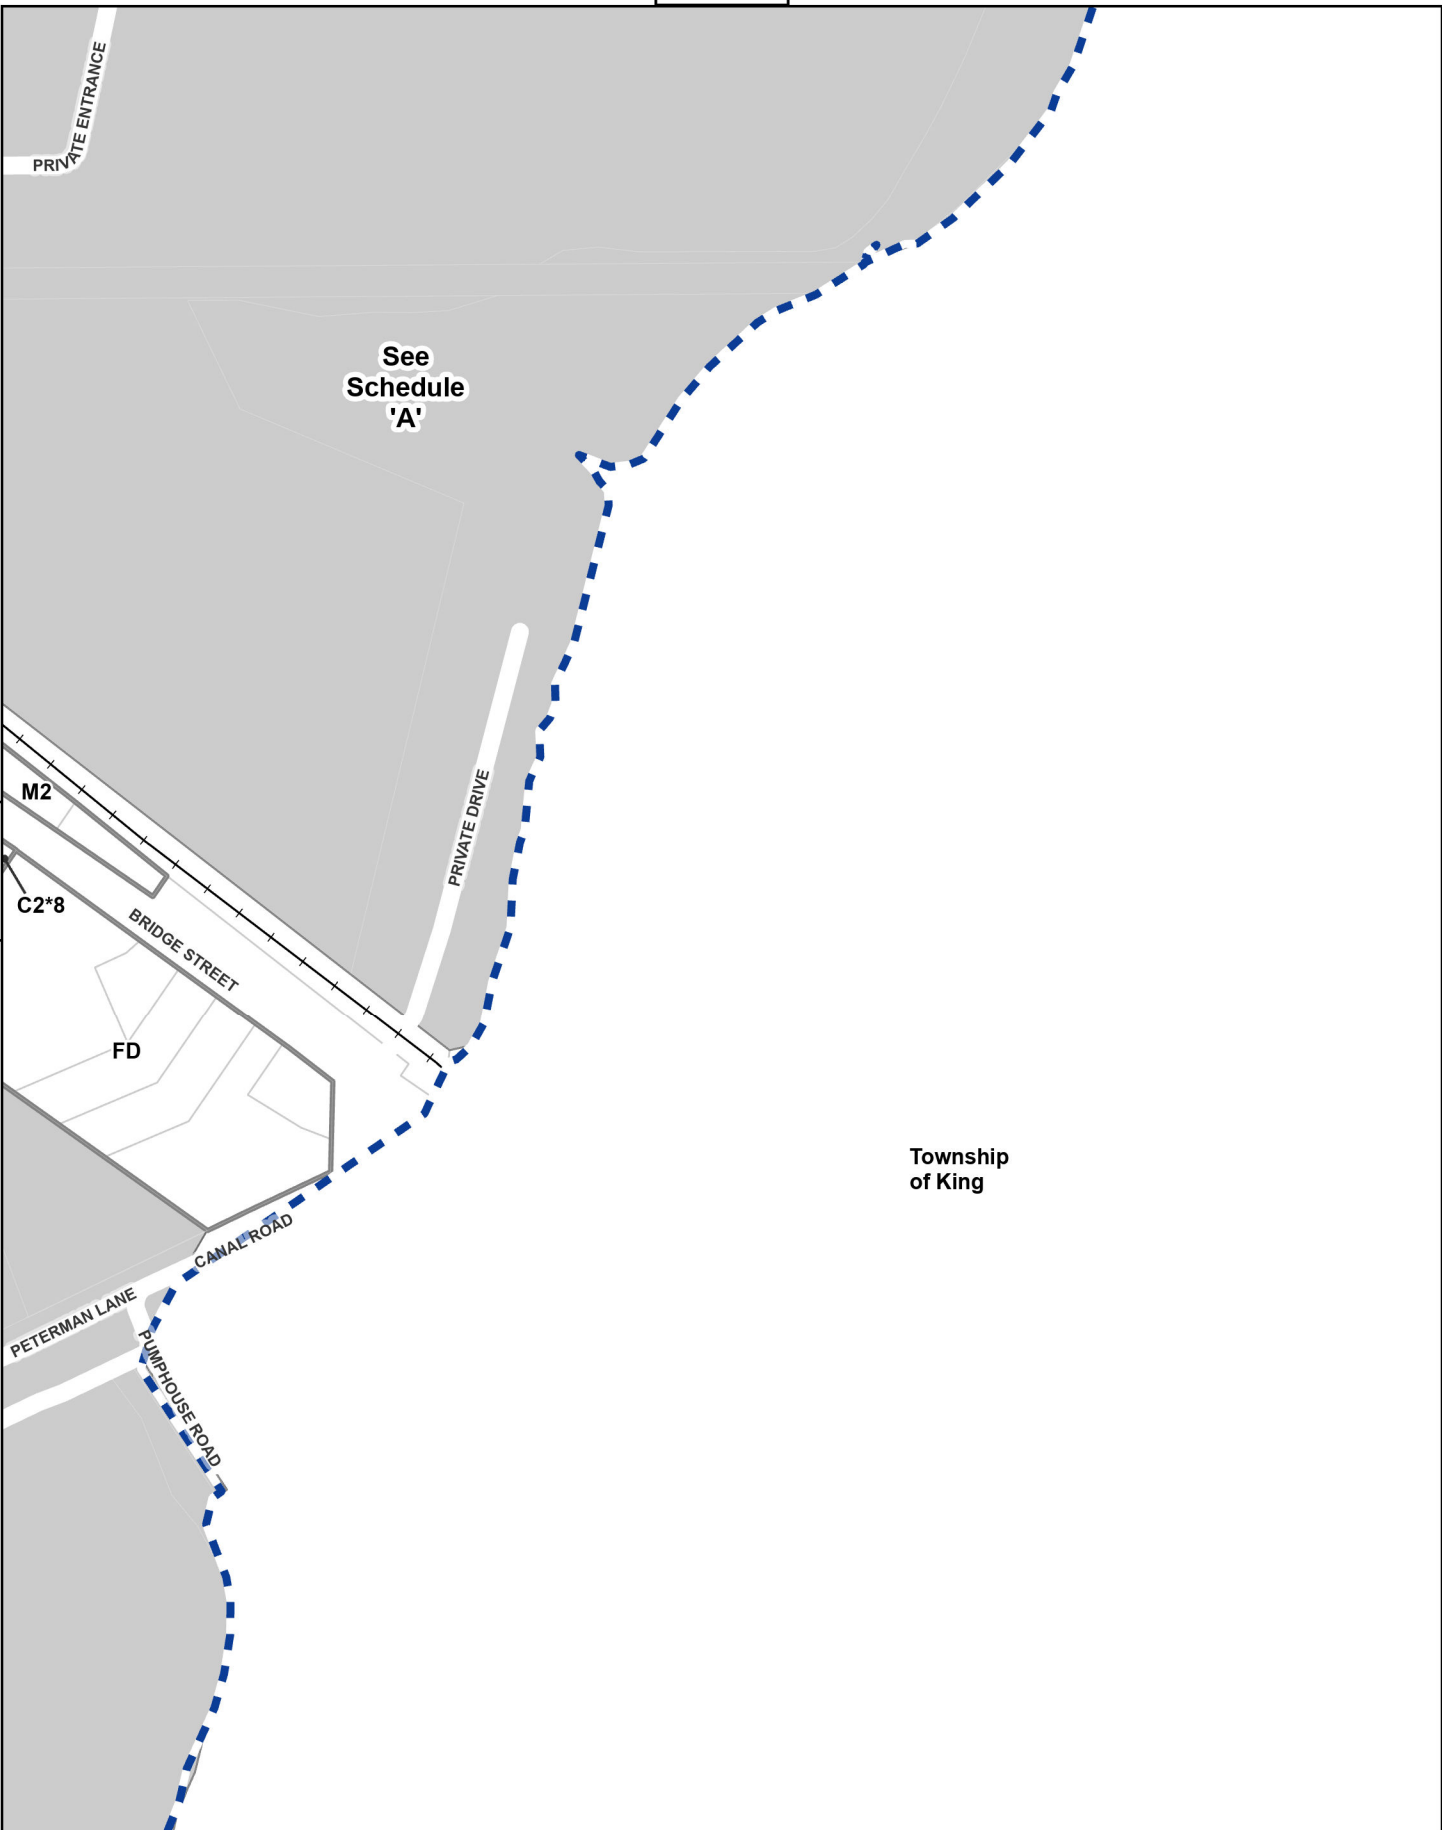 PRIVATE ENTRANCE
See
Schedule
'A'
PRIVATE DRIVE
M2
C2*8
BRIDGE STREET
FD
Township
of King
CANAL ROAD
PETERMAN LANE
PUMPHOUSE ROAD